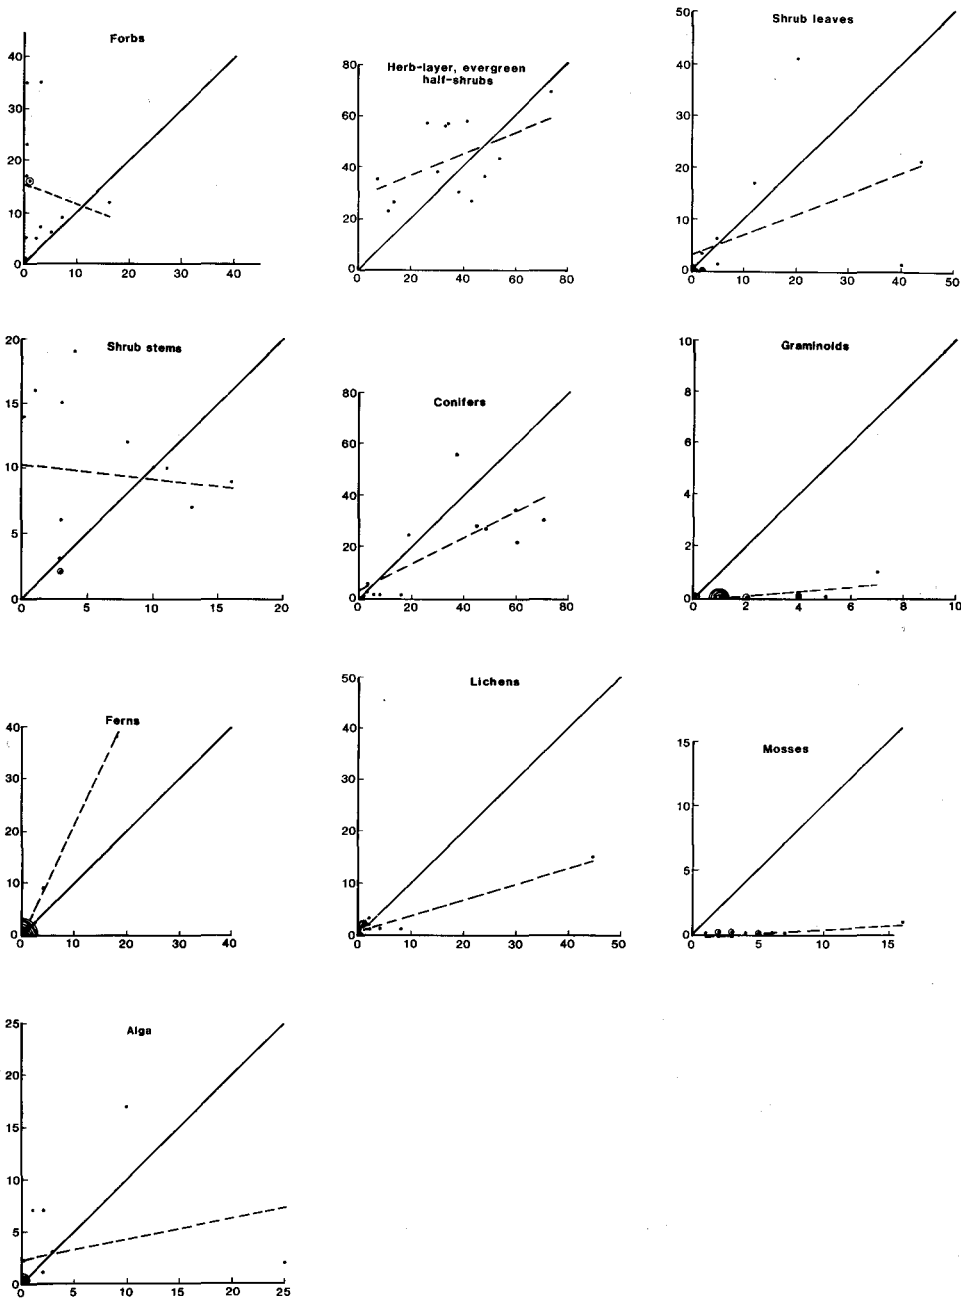 Forbs
40
30
20
10
0
0 10 20 30 40
Herb-layer, evergreen
half-shrubs
80
60
40
20
0
0 20 40 60 80
Shrub leaves
50
40
30
20
10
0
0 10 20 30 40 50
Shrub stems
20
15
10
5
0
0 5 10 15 20
Conifers
80
60
40
20
0
0 20 40 60 80
Graminoids
10
8
6
4
2
0
0 2 4 6 8 10
Ferns
40
30
20
10
0
0 10 20 30 40
Lichens
50
40
30
20
10
0
0 10 20 30 40 50
Mosses
15
10
5
0
0 5 10 15
Alga
25
20
15
10
5
0
0 5 10 15 20 25